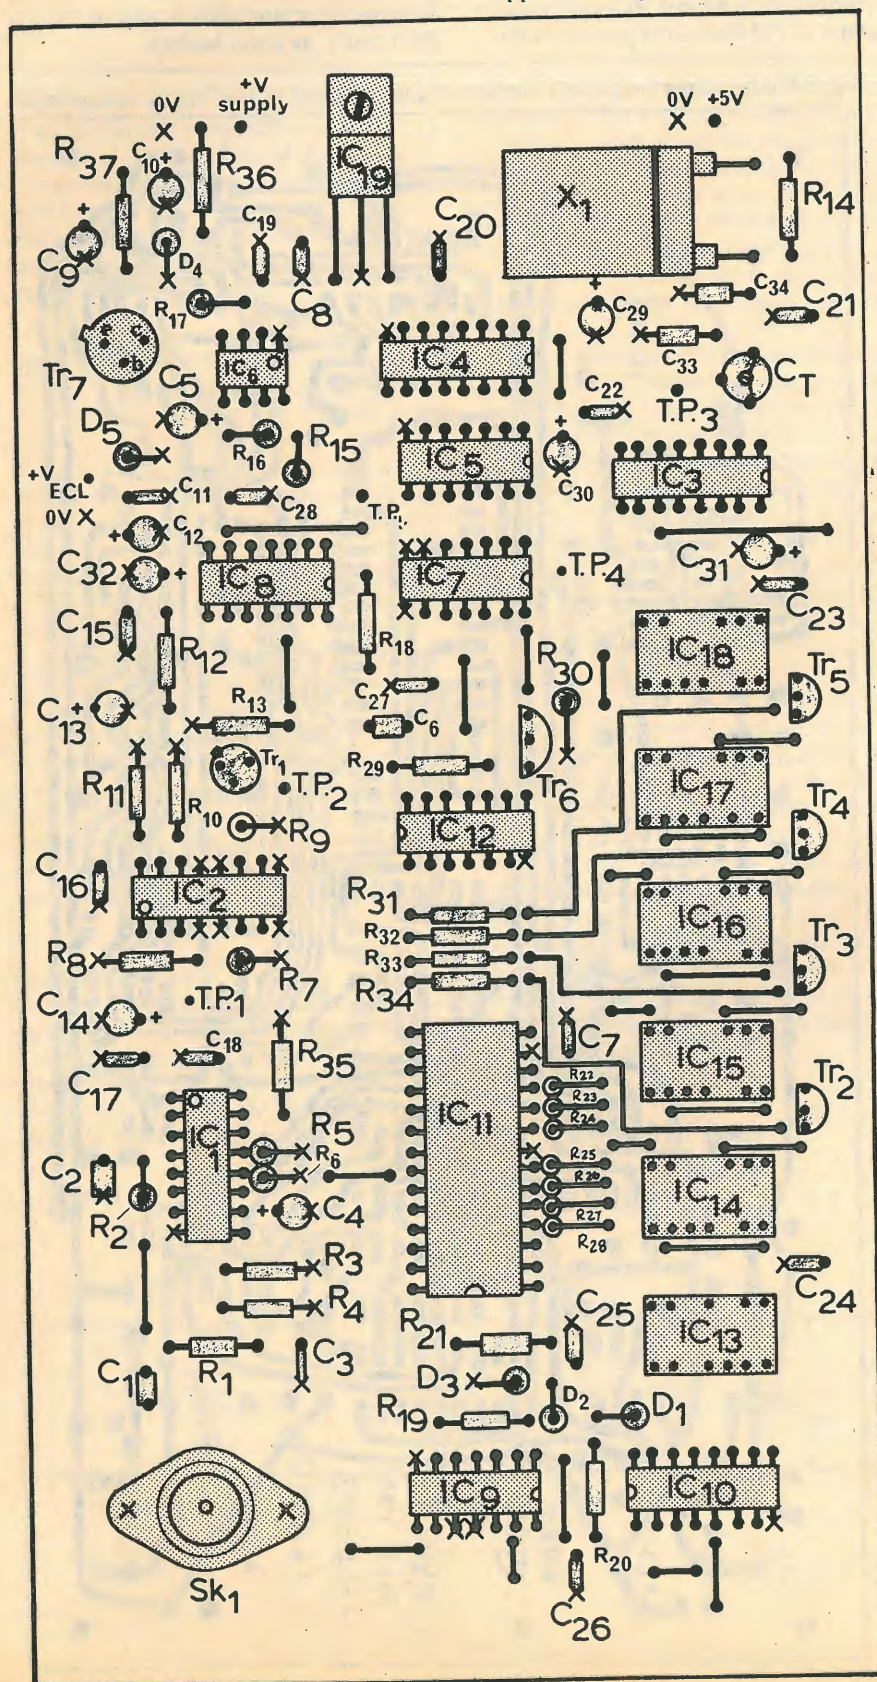 0V
+V
supply
0V +5V
R37
C10
+
R36
IC19
C19
C20
X1
R14
+
C9
D4
C8
R17
+
C29
C34
C21
C33
e
c
b
Tr7
IC6
IC4
CT
C5
+
C22
T.P.3
D5
R16
R15
IC5
+
C30
IC3
+V
ECL
0V
C11
C28
T.P.
+
C12
C31
+
C32
+
IC8
IC7
T.P.4
C23
C15
R12
R18
R30
IC18
Tr5
C27
C13
+
R13
C6
Tr1
R29
Tr6
IC17
Tr4
R11
R10
T.P.2
R9
IC12
C16
IC2
R31
R32
R33
R34
IC16
Tr3
R8
R7
C14
+
T.P.1
C17
C18
R35
C7
IC15
Tr2
IC1
IC11
R22
R23
R24
R5
R6
R25
R26
R27
R28
C2
R2
+
C4
IC14
R3
R4
C24
R21
C25
IC13
R1
C3
C1
D3
D2
D1
R19
IC9
IC10
R20
Sk1
C26